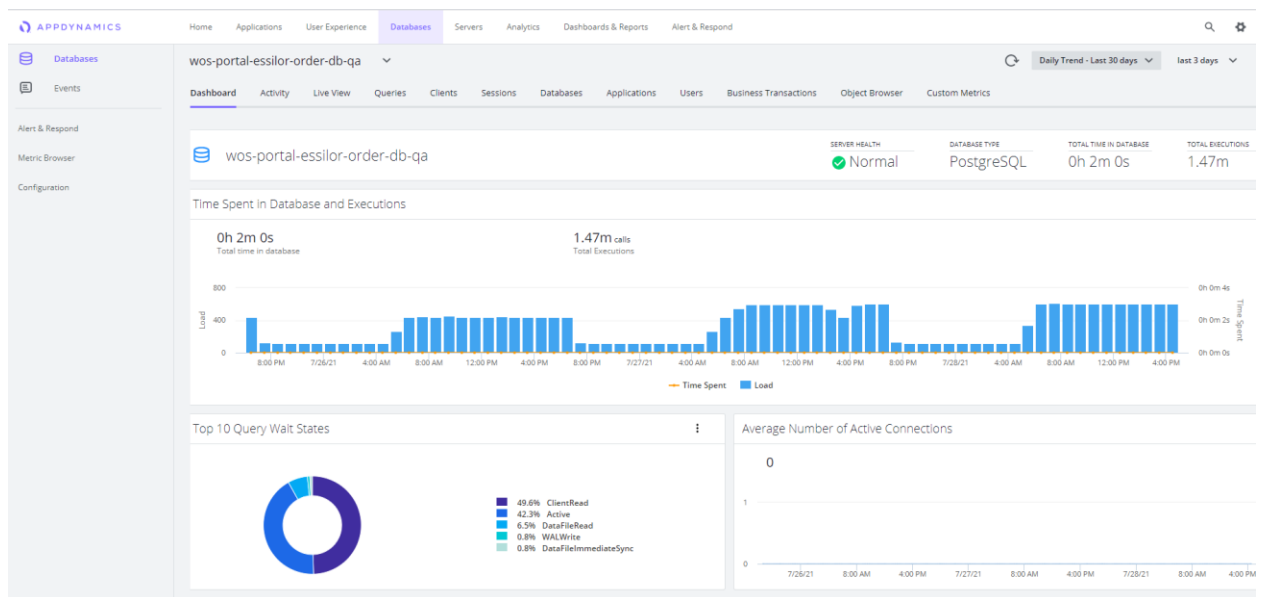 APPDYNAMICS
Home Applications User Experience Databases Servers Analytics Dashboards & Reports Alert & Respond
Databases
Events
Alert & Respond
Metric Browser
Configuration
wos-portal-essilor-order-db-qa
Daily Trend - Last 30 days last 3 days
Dashboard Activity Live View Queries Clients Sessions Databases Applications Users Business Transactions Object Browser Custom Metrics
wos-portal-essilor-order-db-qa
SERVER HEALTH DATABASE TYPE TOTAL TIME IN DATABASE TOTAL EXECUTIONS
Normal PostgreSQL 0h 2m 0s 1.47m
Time Spent in Database and Executions
0h 2m 0s 1.47m calls
Total time in database Total Executions
800 0h 0m 4s
400 0h 0m 2s
0 0h 0m 0s
Load
Time Spent
8:00 PM 7/26/21 4:00 AM 8:00 AM 12:00 PM 4:00 PM 8:00 PM 7/27/21 4:00 AM 8:00 AM 12:00 PM 4:00 PM 8:00 PM 7/28/21 4:00 AM 8:00 AM 12:00 PM 4:00 PM
Time Spent Load
Top 10 Query Wait States
49.6% ClientRead
42.3% Active
6.5% DataFileRead
0.8% WALWrite
0.8% DataFileImmediateSync
Average Number of Active Connections
0
1
0
7/26/21 8:00 AM 4:00 PM 7/27/21 8:00 AM 4:00 PM 7/28/21 8:00 AM 4:00 PM